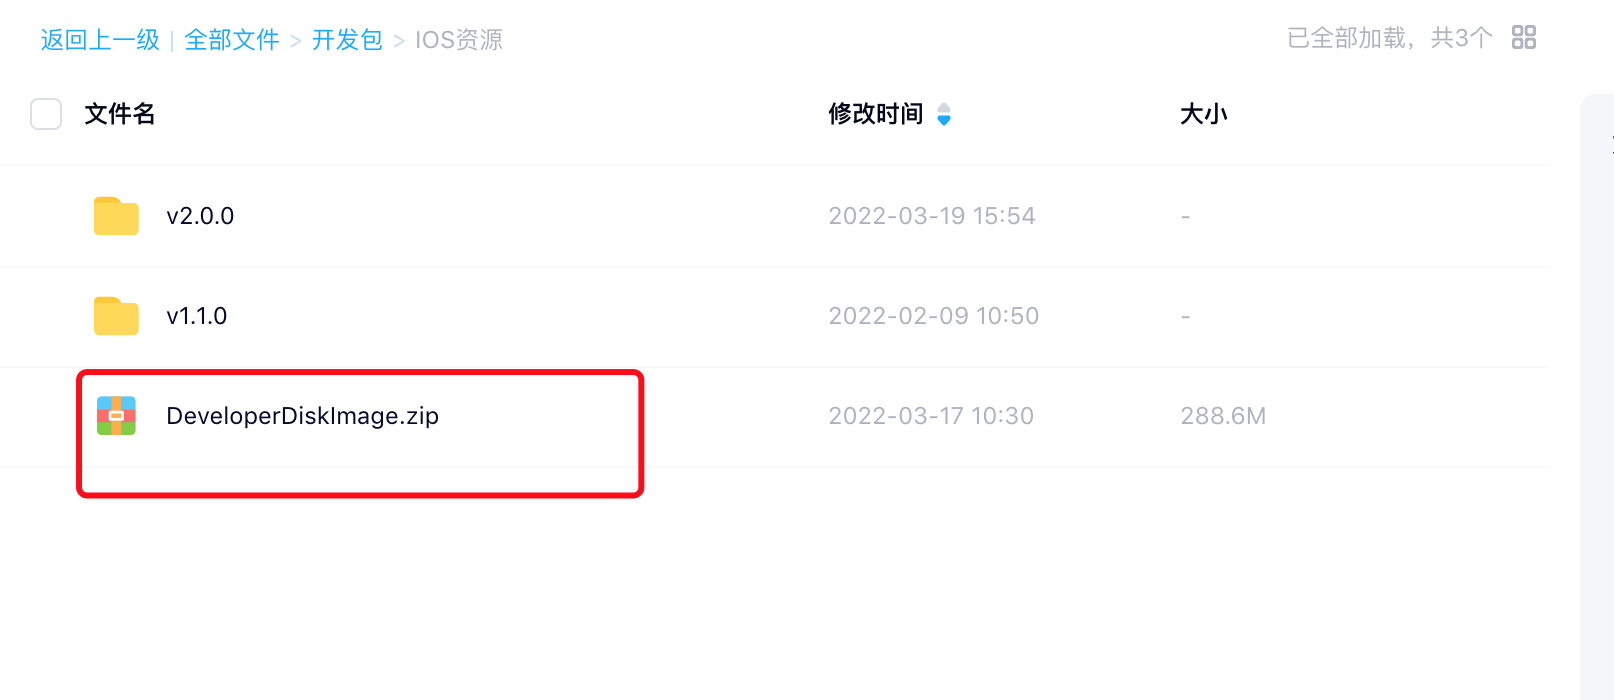 返回上一级 | 全部文件 > 开发包 > IOS资源 已全部加载，共3个
文件名 修改时间 大小
v2.0.0 2022-03-19 15:54 -
v1.1.0 2022-02-09 10:50 -
DeveloperDiskImage.zip 2022-03-17 10:30 288.6M